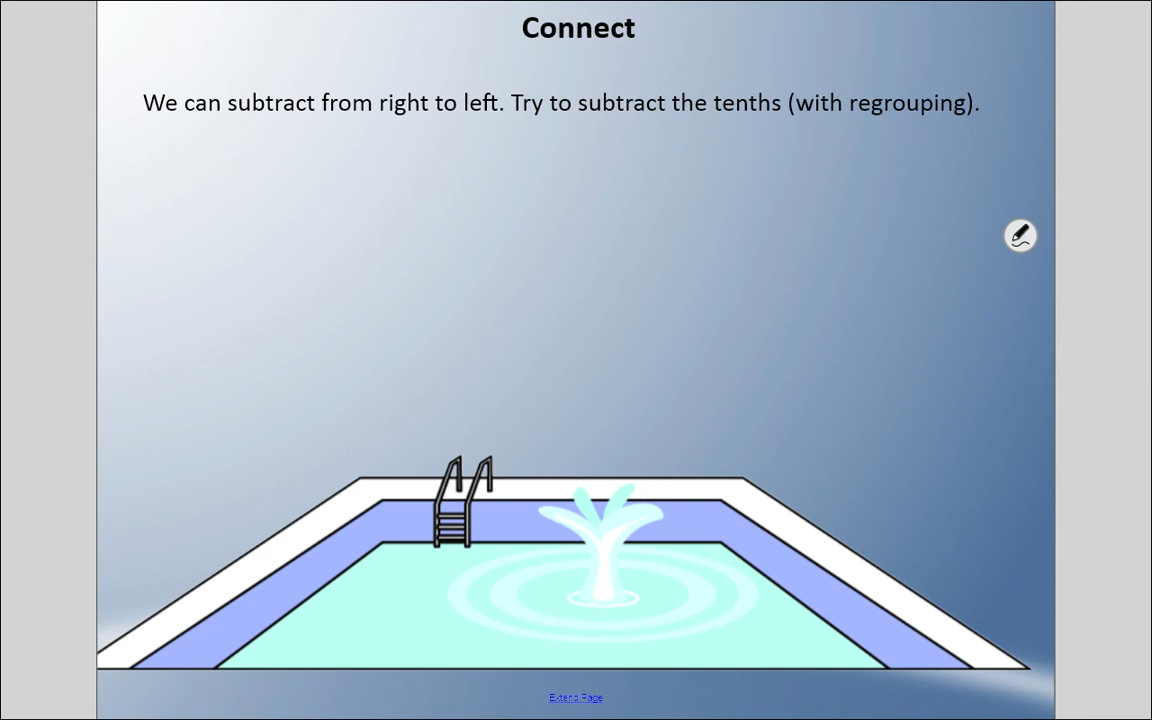 Connect
We can subtract from right to left. Try to subtract the tenths (with regrouping).
Extend Page